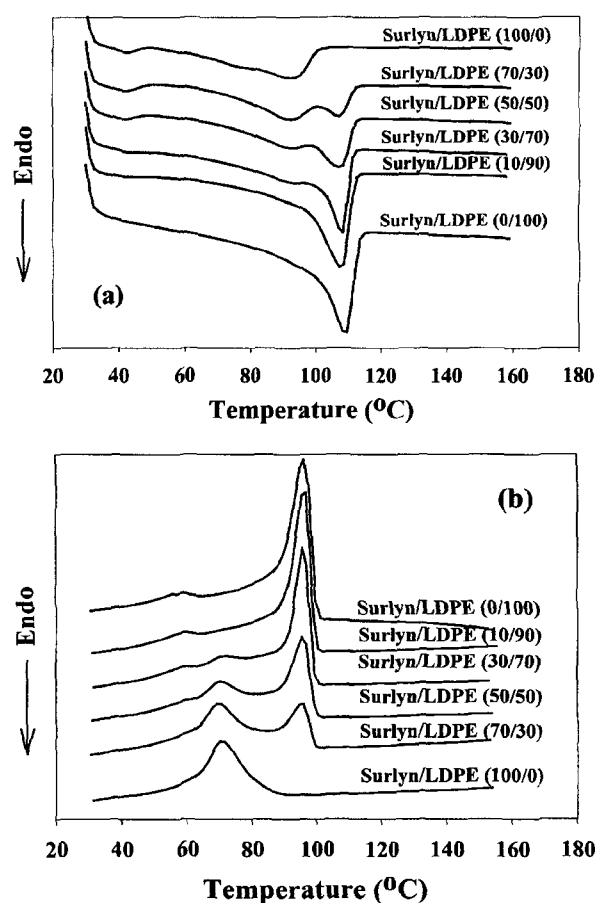 Surlyn/LDPE (100/0)
Surlyn/LDPE (70/30)
Surlyn/LDPE (50/50)
Surlyn/LDPE (30/70)
Surlyn/LDPE (10/90)
Surlyn/LDPE (0/100)
Endo
(a)
20 40 60 80 100 120 140 160 180
Temperature (⁰C)
(b)
Surlyn/LDPE (0/100)
Surlyn/LDPE (10/90)
Surlyn/LDPE (30/70)
Surlyn/LDPE (50/50)
Surlyn/LDPE (70/30)
Surlyn/LDPE (100/0)
Endo
20 40 60 80 100 120 140 160 180
Temperature (⁰C)